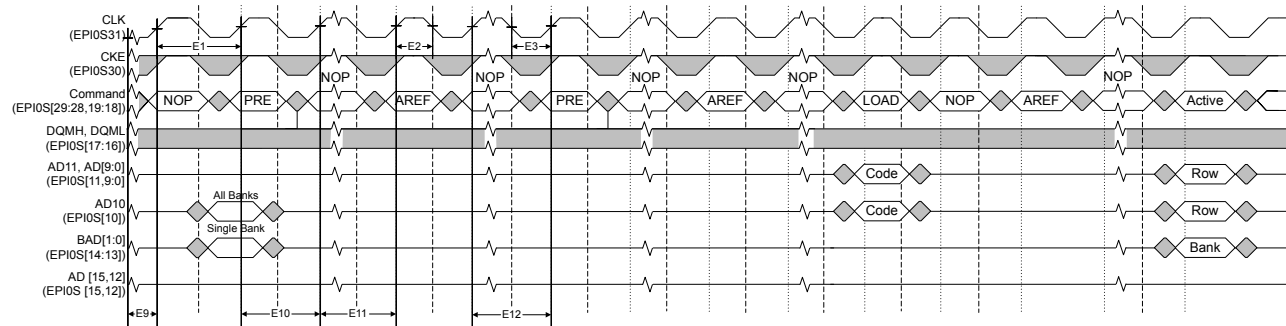 CLK
(EPI0S31)
E1
E2
E3
CKE
(EPI0S30)
NOP
NOP
NOP
NOP
NOP
Command
(EPI0S[29:28,19:18])
NOP
PRE
AREF
PRE
AREF
LOAD
NOP
AREF
Active
DQMH, DQML
(EPI0S[17:16])
AD11, AD[9:0]
(EPI0S[11,9:0]
Code
Row
All Banks
AD10
(EPI0S[10])
Code
Row
Single Bank
BAD[1:0]
(EPI0S[14:13])
Bank
AD [15,12]
(EPI0S [15,12])
E9
E10
E11
E12